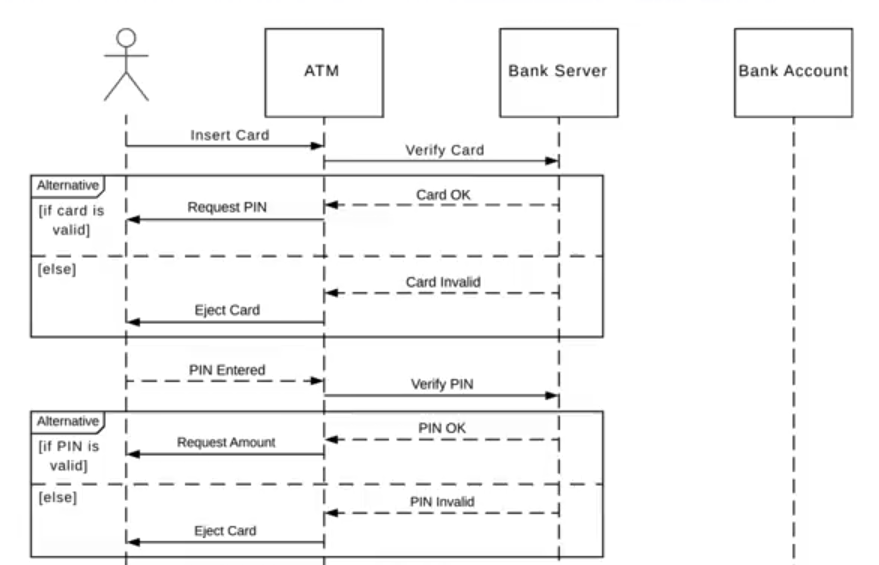 ATM
Bank Server
Bank Account
Insert Card
Verify Card
Alternative
Card OK
[if card is
valid]
Request PIN
[else]
Card Invalid
Eject Card
PIN Entered
Verify PIN
Alternative
PIN OK
[if PIN is
valid]
Request Amount
[else]
PIN Invalid
Eject Card